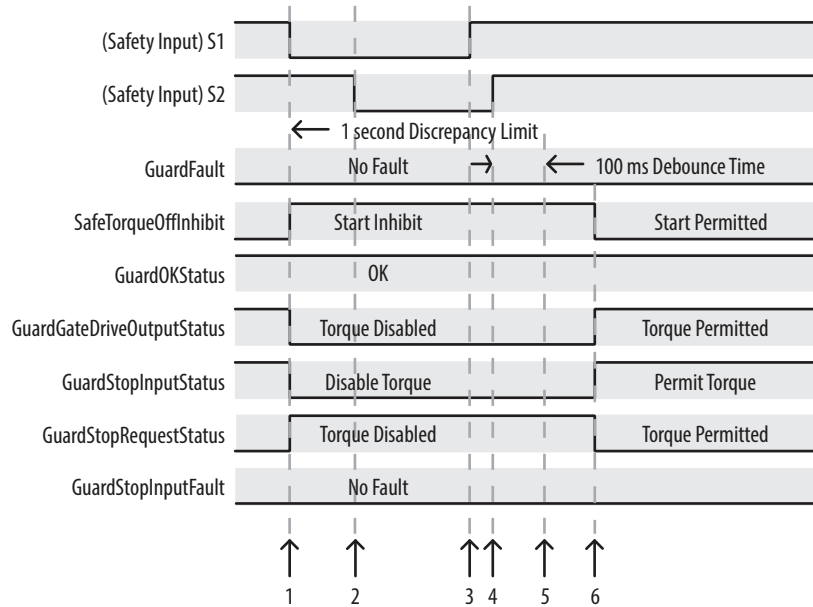 (Safety Input) S1
(Safety Input) S2
1 second Discrepancy Limit
GuardFault No Fault 100 ms Debounce Time
SafeTorqueOffInhibit Start Inhibit Start Permitted
GuardOKStatus OK
GuardGateDriveOutputStatus Torque Disabled Torque Permitted
GuardStopInputStatus Disable Torque Permit Torque
GuardStopRequestStatus Torque Disabled Torque Permitted
GuardStopInputFault No Fault
1 2 3 4 5 6